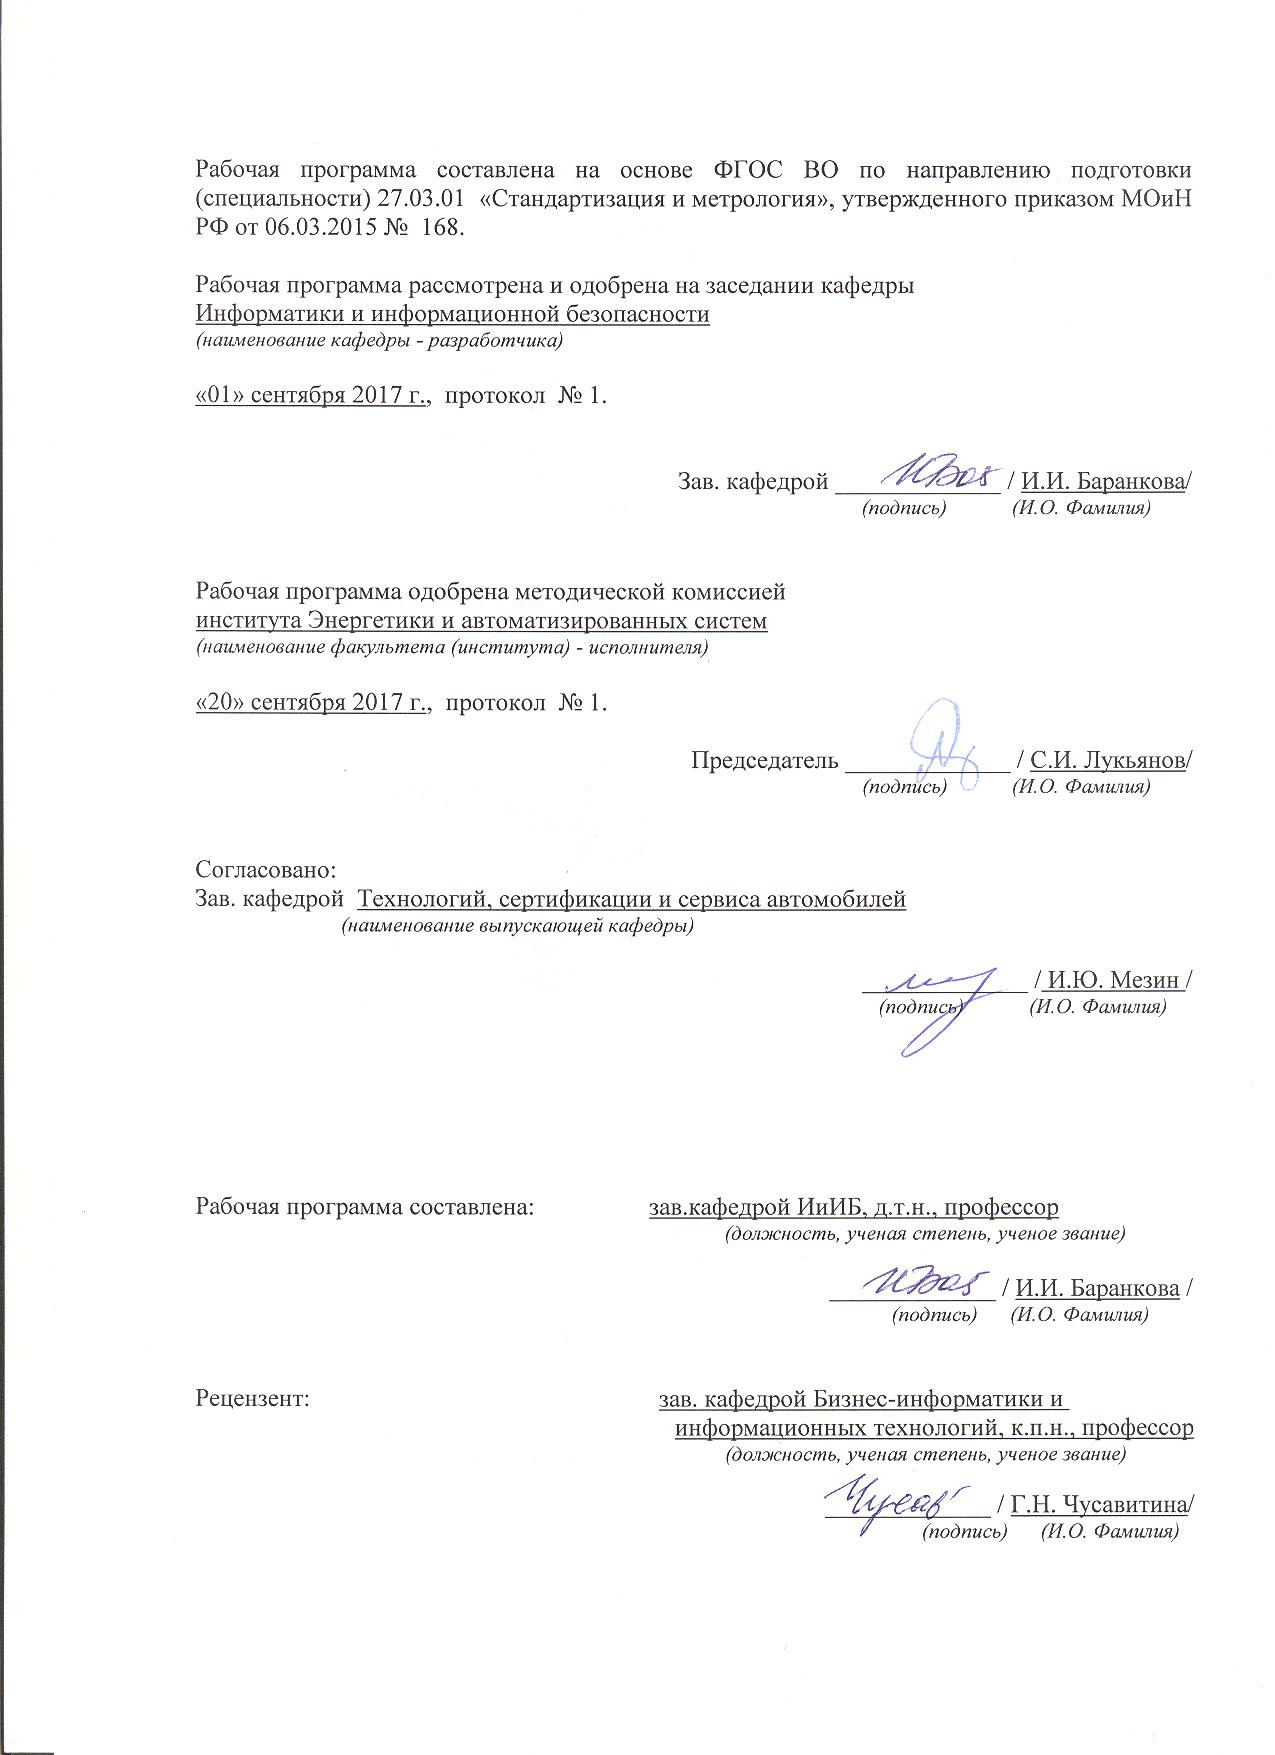 Рабочая программа составлена на основе ФГОС ВО по направлению подготовки
(специальности) 27.03.01 «Стандартизация и метрология», утвержденного приказом МОиН
РФ от 06.03.2015 № 168.
Рабочая программа рассмотрена и одобрена на заседании кафедры
Информатики и информационной безопасности
(наименование кафедры - разработчика)
«01» сентября 2017 г., протокол № 1.
Зав. кафедрой _____________ / И.И. Баранкова/
(подпись) (И.О. Фамилия)
Рабочая программа одобрена методической комиссией
института Энергетики и автоматизированных систем
(наименование факультета (института) - исполнителя)
«20» сентября 2017 г., протокол № 1.
Председатель _____________ / С.И. Лукьянов/
(подпись) (И.О. Фамилия)
Согласовано:
Зав. кафедрой Технологий, сертификации и сервиса автомобилей
(наименование выпускающей кафедры)
_____________ / И.Ю. Мезин /
(подпись) (И.О. Фамилия)
Рабочая программа составлена: зав.кафедрой ИиИБ, д.т.н., профессор
(должность, ученая степень, ученое звание)
_____________ / И.И. Баранкова /
(подпись) (И.О. Фамилия)
Рецензент: зав. кафедрой Бизнес-информатики и
информационных технологий, к.п.н., профессор
(должность, ученая степень, ученое звание)
_____________ / Г.Н. Чусавитина/
(подпись) (И.О. Фамилия)